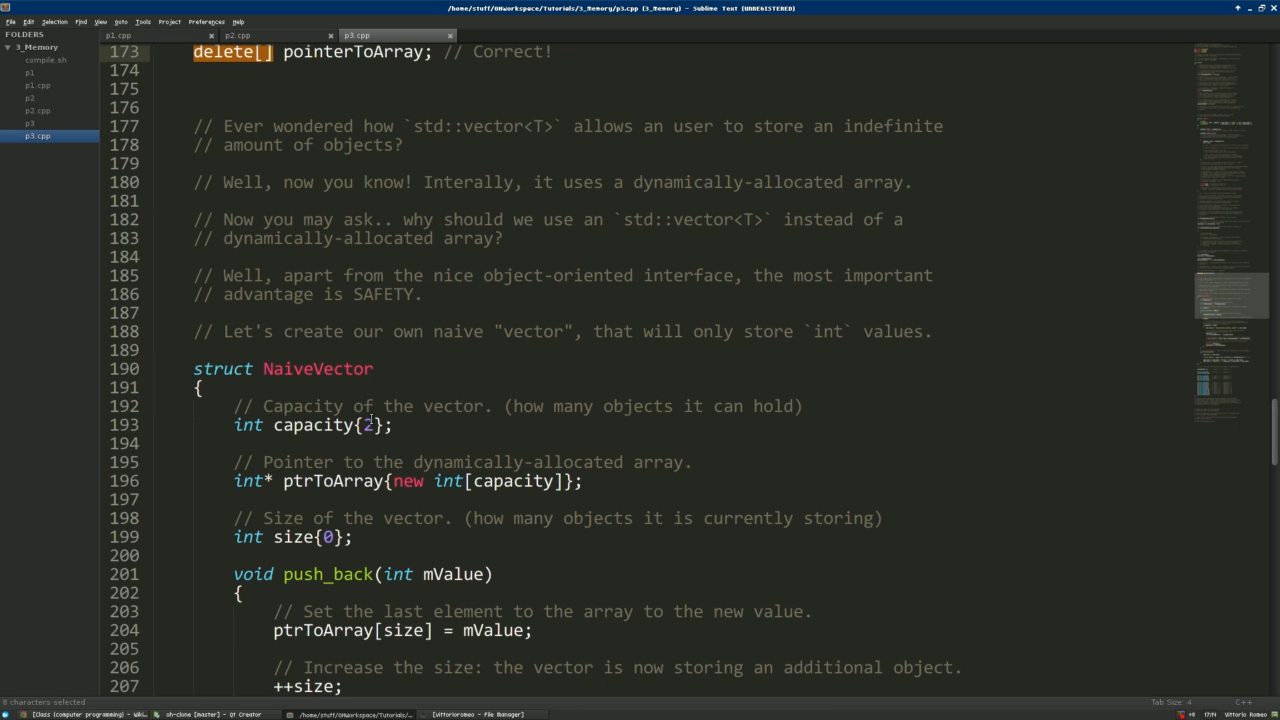 /home/stuff/OHWorkspace/Tutorials/3_Memory/p3.cpp (3_Memory) - Sublime Text (UNREGISTERED)
File Edit Selection Find View Goto Tools Project Preferences Help
FOLDERS
3_Memory
compile.sh
p1
p1.cpp
p2
p2.cpp
p3
p3.cpp
p1.cpp p2.cpp p3.cpp
173 delete[] pointerToArray; // Correct!
174
175
176
177 // Ever wondered how `std::vector<T>` allows an user to store an indefinite
178 // amount of objects?
179
180 // Well, now you know! Interally, it uses a dynamically-allocated array.
181
182 // Now you may ask.. why should we use an `std::vector<T>` instead of a
183 // dynamically-allocated array?
184
185 // Well, apart from the nice object-oriented interface, the most important
186 // advantage is SAFETY.
187
188 // Let's create our own naive "vector", that will only store `int` values.
189
190 struct NaiveVector
191 {
192 // Capacity of the vector. (how many objects it can hold)
193 int capacity{2};
194
195 // Pointer to the dynamically-allocated array.
196 int* ptrToArray{new int[capacity]};
197
198 // Size of the vector. (how many objects it is currently storing)
199 int size{0};
200
201 void push_back(int mValue)
202 {
203 // Set the last element to the array to the new value.
204 ptrToArray[size] = mValue;
205
206 // Increase the size: the vector is now storing an additional object.
207 ++size;
8 characters selected Tab Size: 4 C++
[Class (computer programming) - Wiki... oh-clone [master] - Qt Creator /home/stuff/OHWorkspace/Tutorials/... [vittorioromeo - File Manager] 17:14 Vittorio Romeo